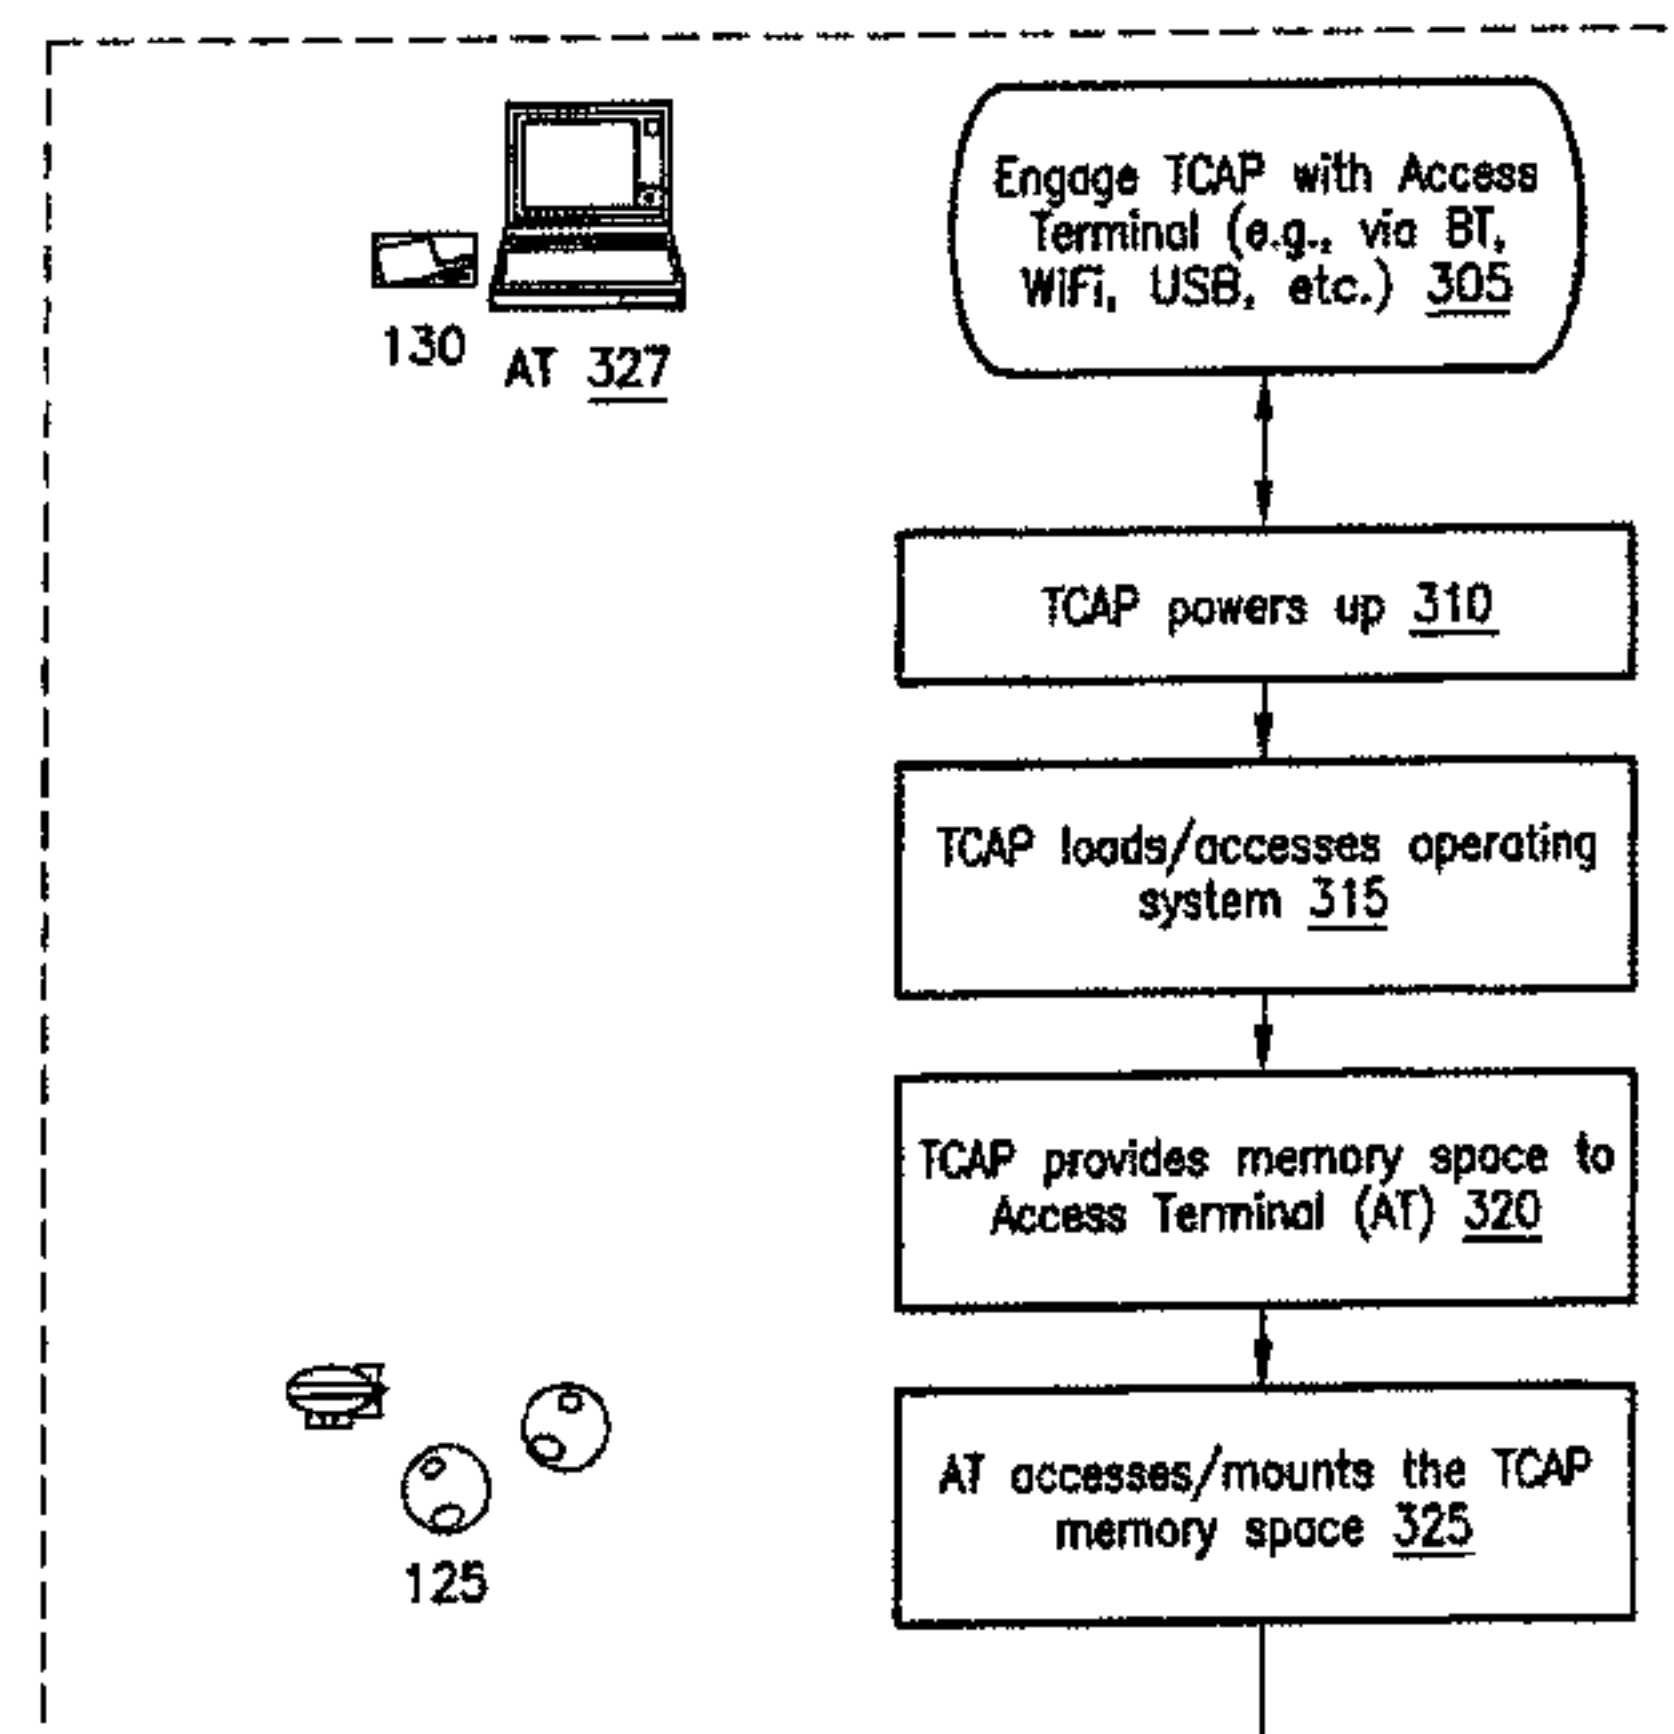 Engage TCAP with Access
Terminal (e.g., via BT,
WiFi, USB, etc.) 305
130
AT 327
TCAP powers up 310
TCAP loads/accesses operating
system 315
TCAP provides memory space to
Access Terminal (AT) 320
AT accesses/mounts the TCAP
memory space 325
125